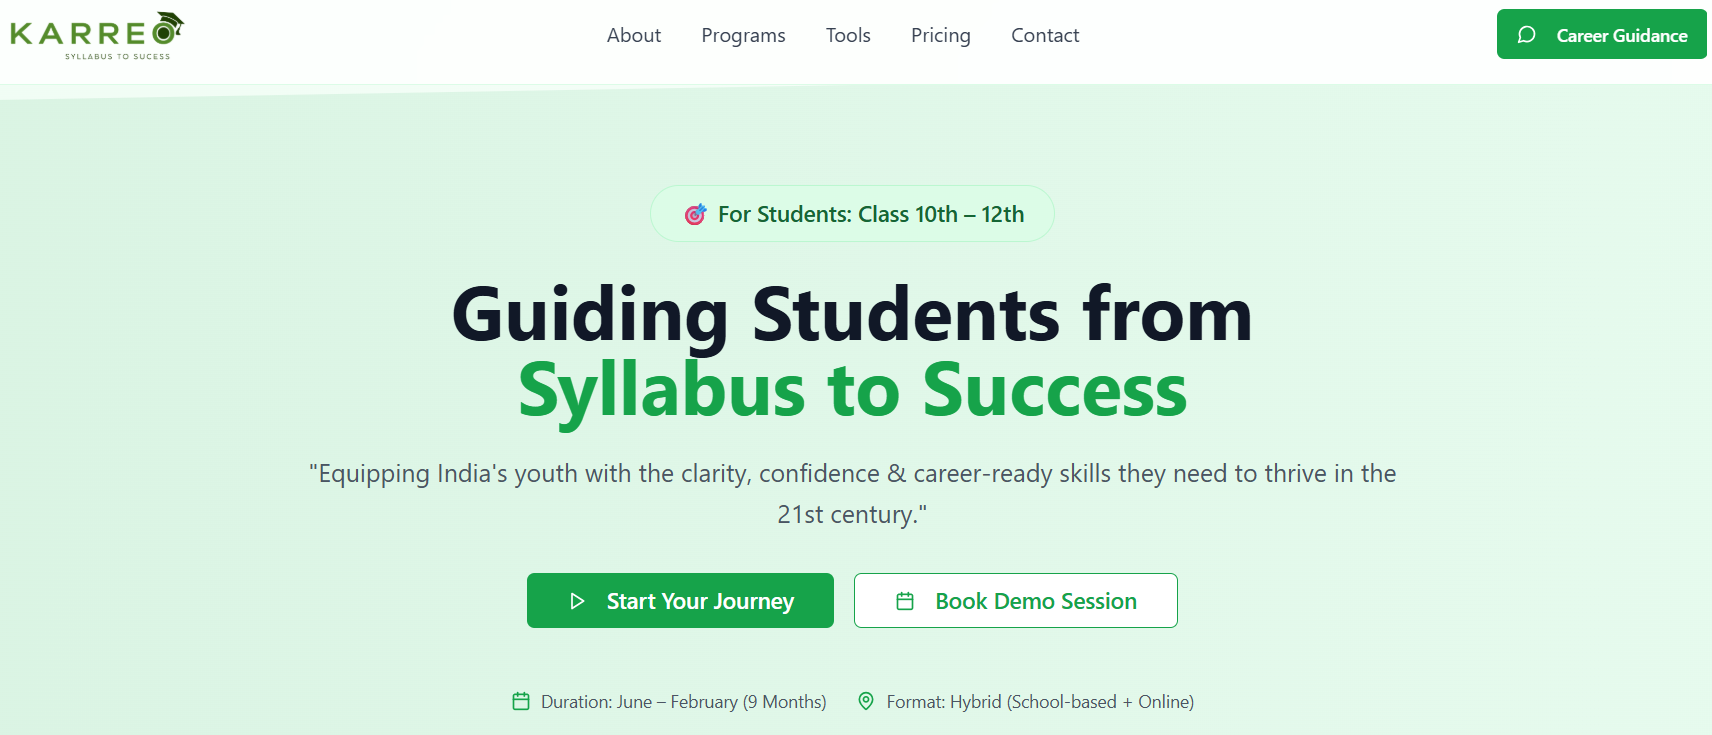 KARREO
SYLLABUS TO SUCESS
About
Programs
Tools
Pricing
Contact
Career Guidance
For Students: Class 10th – 12th
Guiding Students from
Syllabus to Success
"Equipping India's youth with the clarity, confidence & career-ready skills they need to thrive in the
21st century."
Start Your Journey
Book Demo Session
Duration: June – February (9 Months)
Format: Hybrid (School-based + Online)